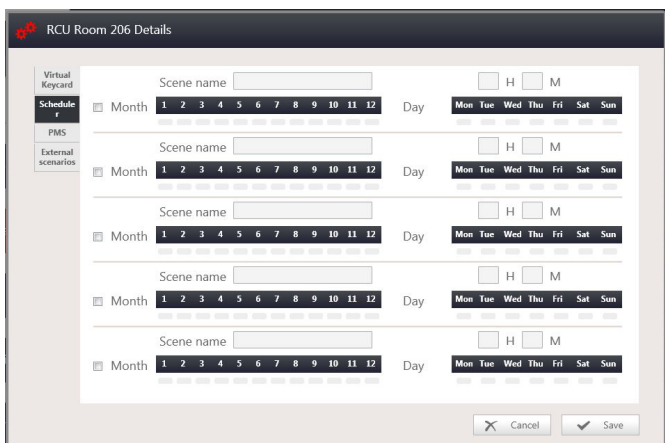 RCU Room 206 Details
Virtual
Keycard
Schedule
r
PMS
External
scenarios
Scene name H M
Month 1 2 3 4 5 6 7 8 9 10 11 12 Day Mon Tue Wed Thu Fri Sat Sun
Scene name H M
Month 1 2 3 4 5 6 7 8 9 10 11 12 Day Mon Tue Wed Thu Fri Sat Sun
Scene name H M
Month 1 2 3 4 5 6 7 8 9 10 11 12 Day Mon Tue Wed Thu Fri Sat Sun
Scene name H M
Month 1 2 3 4 5 6 7 8 9 10 11 12 Day Mon Tue Wed Thu Fri Sat Sun
Scene name H M
Month 1 2 3 4 5 6 7 8 9 10 11 12 Day Mon Tue Wed Thu Fri Sat Sun
Cancel Save